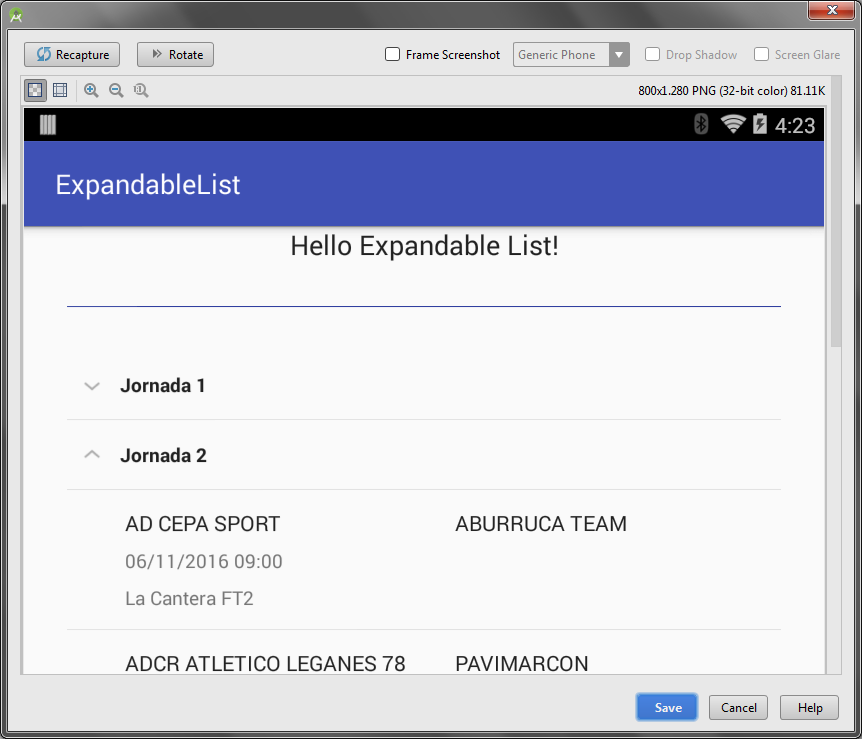 Recapture Rotate Frame Screenshot Generic Phone Drop Shadow Screen Glare
800x1.280 PNG (32-bit color) 81.11K
4:23
ExpandableList
Hello Expandable List!
Jornada 1
Jornada 2
AD CEPA SPORT ABURRUCA TEAM
06/11/2016 09:00
La Cantera FT2
ADCR ATLETICO LEGANES 78 PAVIMARCON
Save Cancel Help